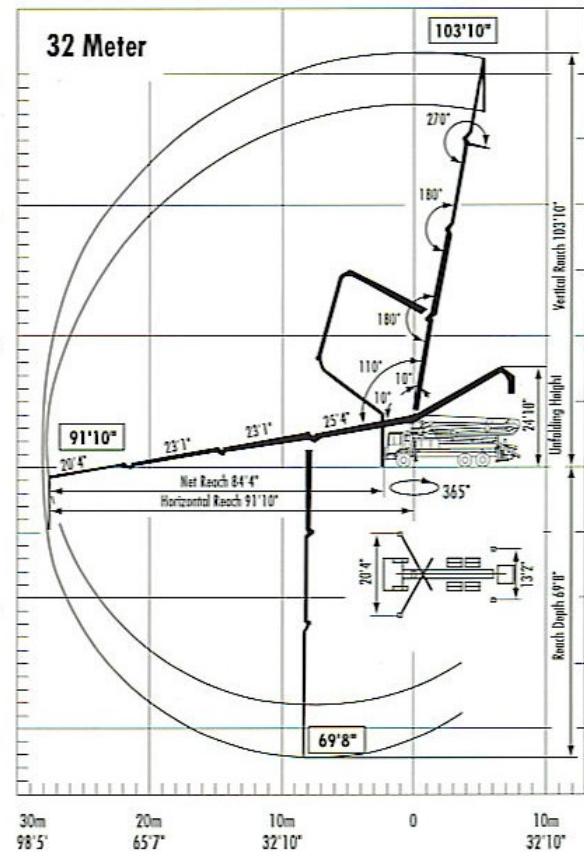 32 Meter
103'10"
270°
180°
Vertical Reach 103'10"
180°
110°
10°
10°
24'10"
Unfolding Height
25'4"
23'1"
23'1"
20'4"
91'10"
Net Reach 84'4"
Horizontal Reach 91'10"
365°
20'4"
13'2"
Reach Depth 69'8"
69'8"
30m 20m 10m 0 10m
98'5' 65'7" 32'10" 32'10"